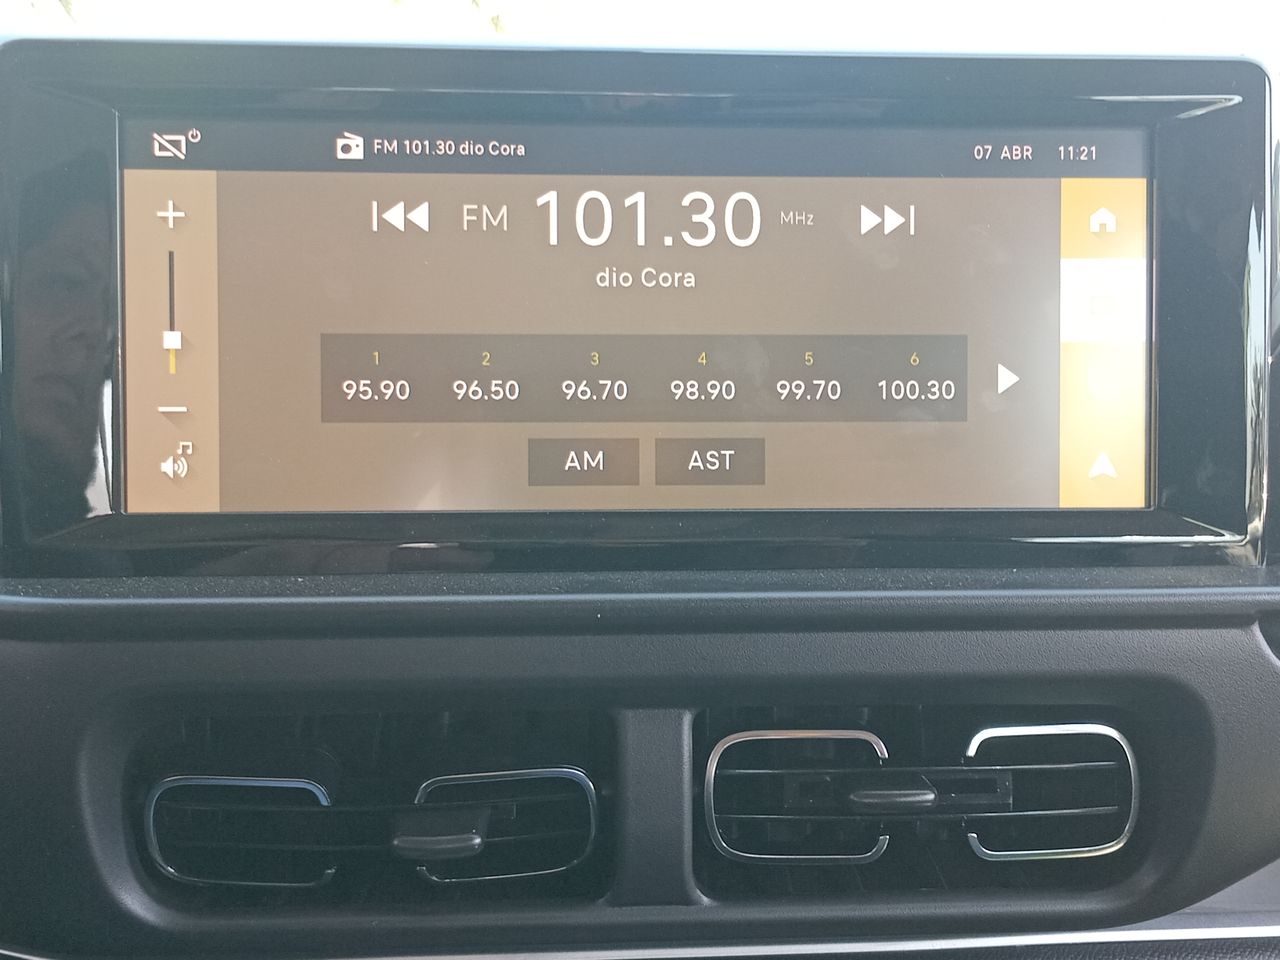 FM 101.30 dio Cora
07 ABR 11:21
FM 101.30 MHz
dio Cora
1 2 3 4 5 6
95.90 96.50 96.70 98.90 99.70 100.30
AM AST